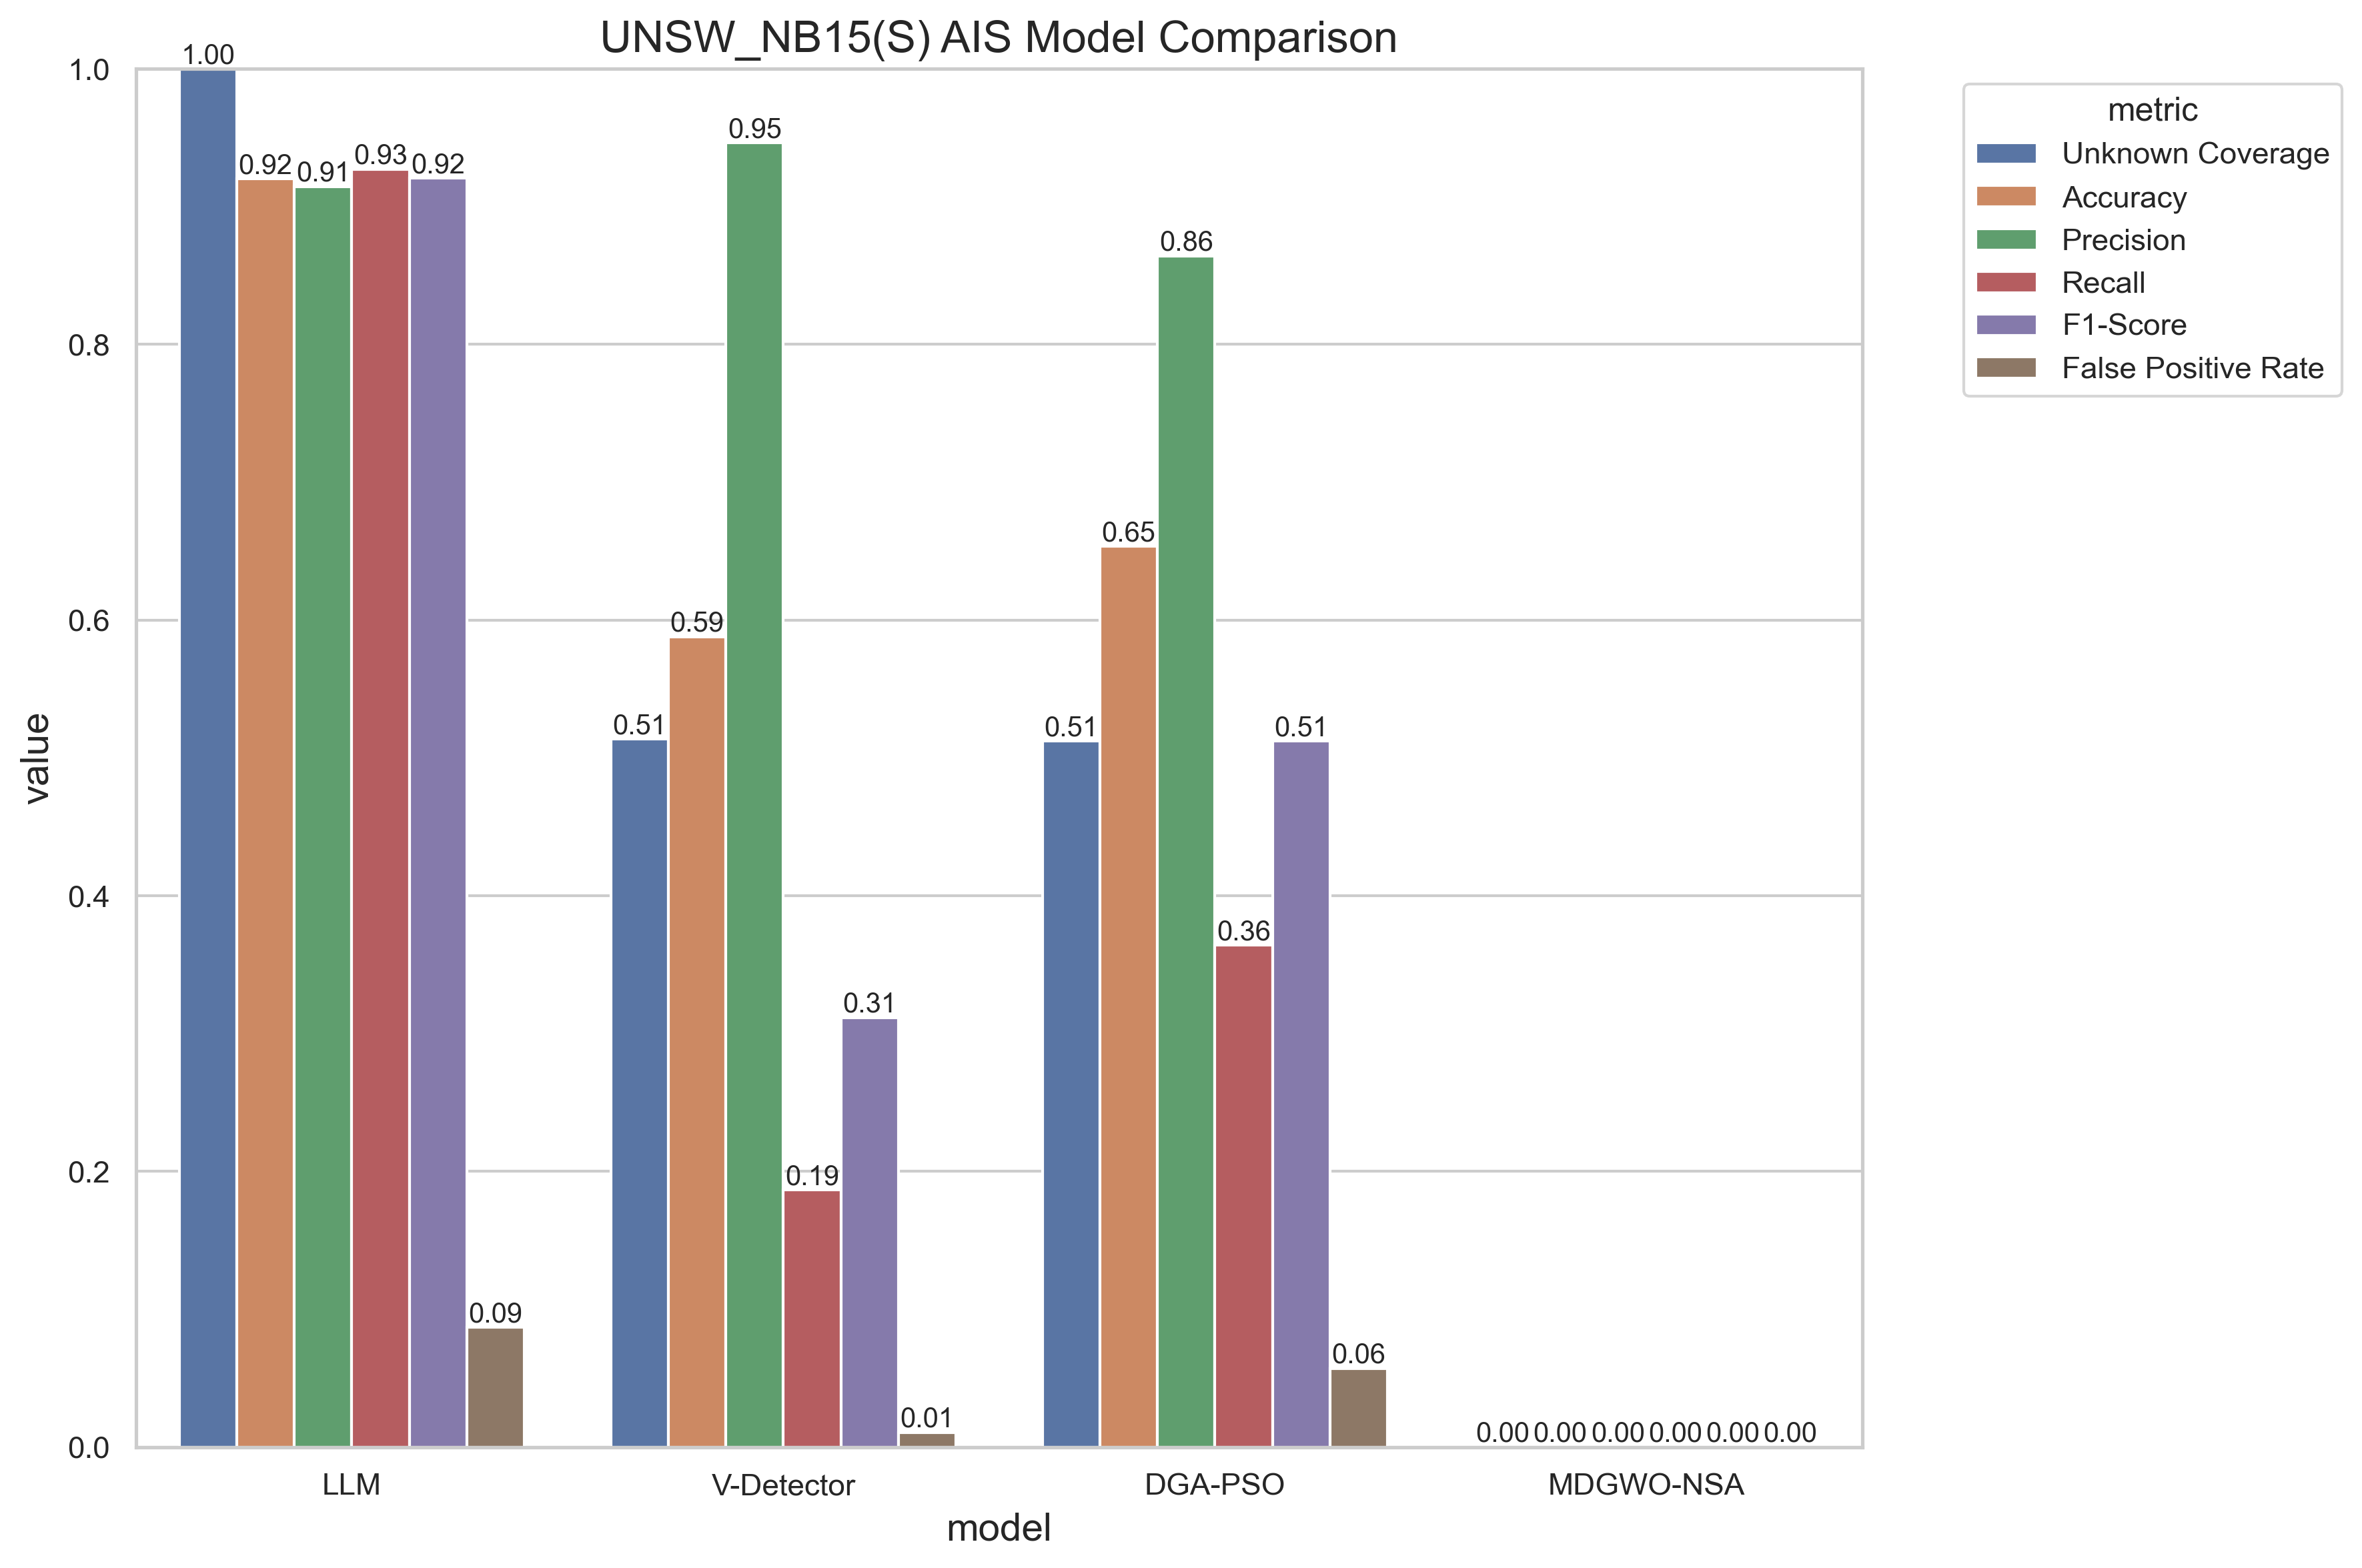 UNSW_NB15(S) AIS Model Comparison
value
1.0
0.8
0.6
0.4
0.2
0.0
1.00
0.92
0.91
0.93
0.92
0.09
0.51
0.59
0.95
0.19
0.31
0.01
0.51
0.65
0.86
0.36
0.51
0.06
0.00 0.00 0.00 0.00 0.00 0.00
LLM
V-Detector
DGA-PSO
MDGWO-NSA
model
metric
Unknown Coverage
Accuracy
Precision
Recall
F1-Score
False Positive Rate